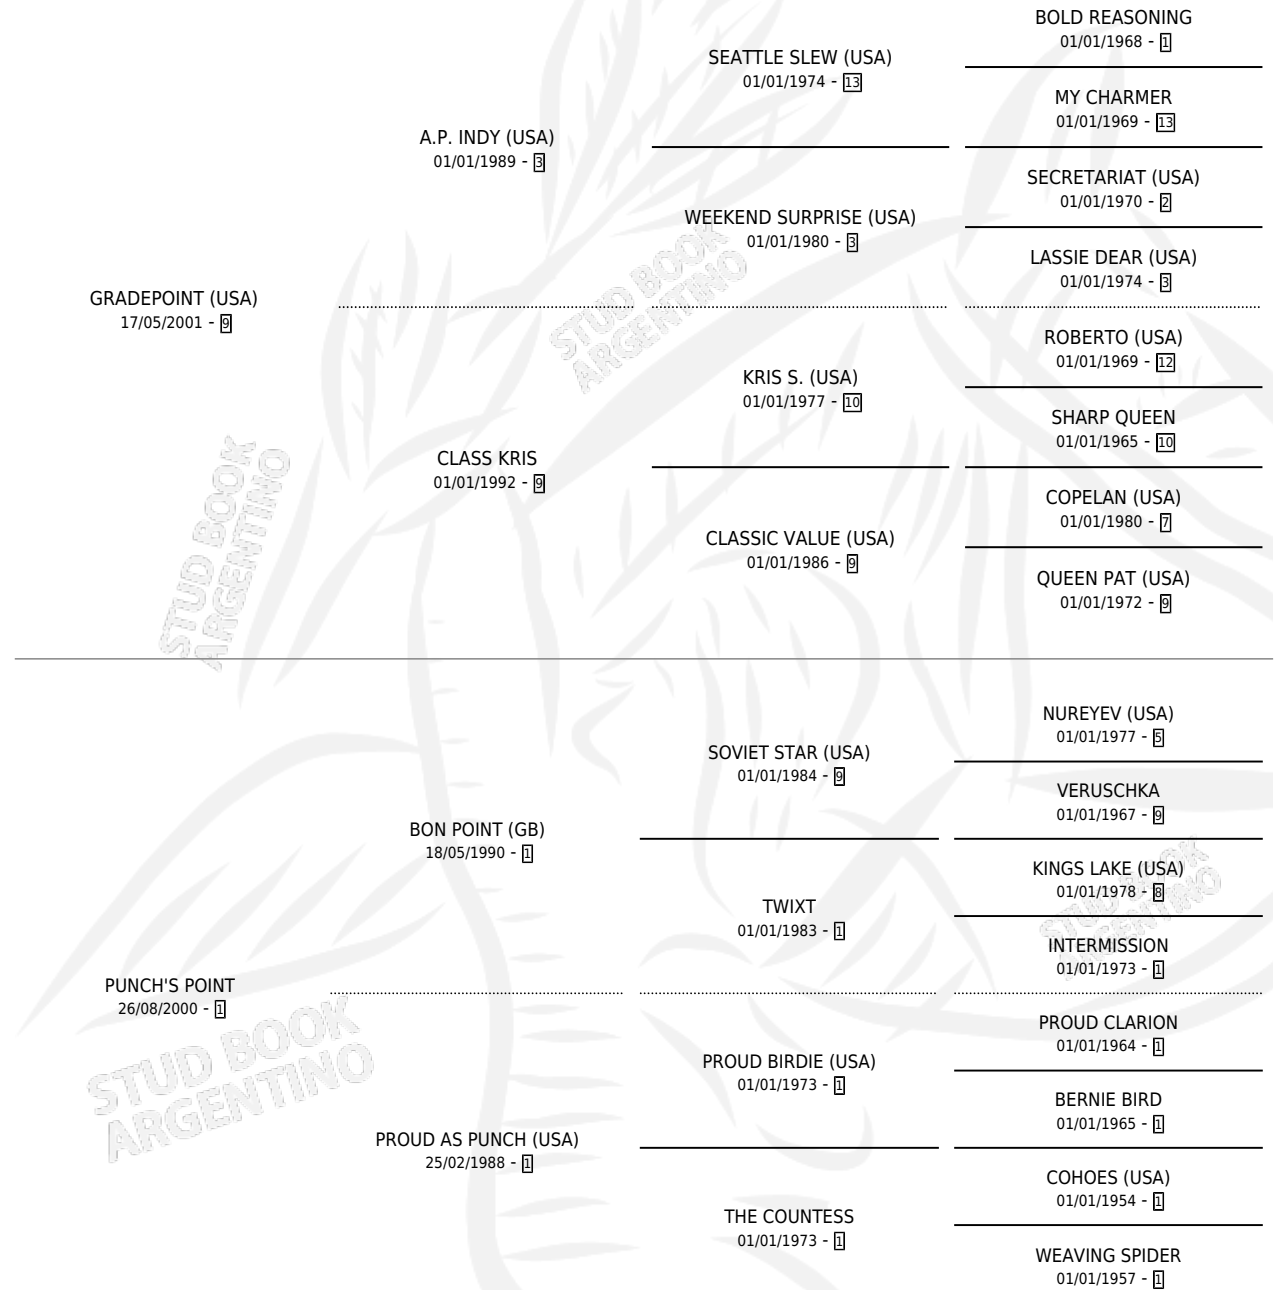 BOLD REASONING
01/01/1968 - 1
SEATTLE SLEW (USA)
01/01/1974 - 13
MY CHARMER
01/01/1969 - 13
A.P. INDY (USA)
01/01/1989 - 3
SECRETARIAT (USA)
01/01/1970 - 2
WEEKEND SURPRISE (USA)
01/01/1980 - 3
LASSIE DEAR (USA)
01/01/1974 - 3
GRADEPOINT (USA)
17/05/2001 - 9
ROBERTO (USA)
01/01/1969 - 12
KRIS S. (USA)
01/01/1977 - 10
SHARP QUEEN
01/01/1965 - 10
CLASS KRIS
01/01/1992 - 9
COPELAN (USA)
01/01/1980 - 7
CLASSIC VALUE (USA)
01/01/1986 - 9
QUEEN PAT (USA)
01/01/1972 - 9
NUREYEV (USA)
01/01/1977 - 5
SOVIET STAR (USA)
01/01/1984 - 9
VERUSCHKA
01/01/1967 - 9
BON POINT (GB)
18/05/1990 - 1
KINGS LAKE (USA)
01/01/1978 - 8
TWIXT
01/01/1983 - 1
INTERMISSION
01/01/1973 - 1
PUNCH'S POINT
26/08/2000 - 1
PROUD CLARION
01/01/1964 - 1
PROUD BIRDIE (USA)
01/01/1973 - 1
BERNIE BIRD
01/01/1965 - 1
PROUD AS PUNCH (USA)
25/02/1988 - 1
COHOES (USA)
01/01/1954 - 1
THE COUNTESS
01/01/1973 - 1
WEAVING SPIDER
01/01/1957 - 1
STUD BOOK
ARGENTINO
STUD BOOK
ARGENTINO
STUD BOOK
ARGENTINO
STUD BOOK
ARGENTINO